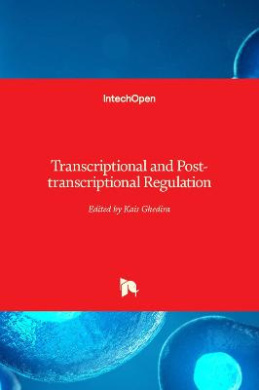 IntechOpen
Transcriptional and Post-
transcriptional Regulation
Edited by Kais Ghedira